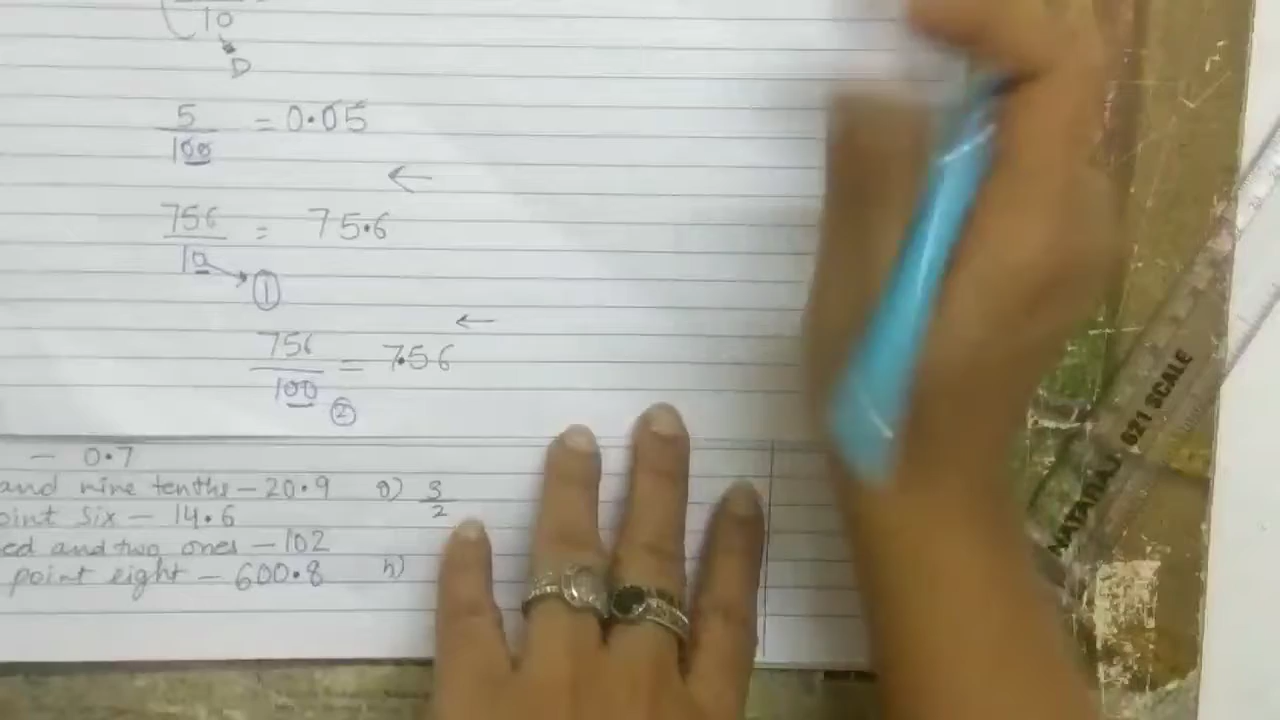 10
D
5
100 = 0.05
←
756
10 = 75.6
①
←
756
100 = 7.56
②
- 0.7
and nine tenths - 20.9 g) 3
2
oint six - 14.6
ed and two ones - 102
point eight - 600.8 h)
NATARAJ 621 SCALE